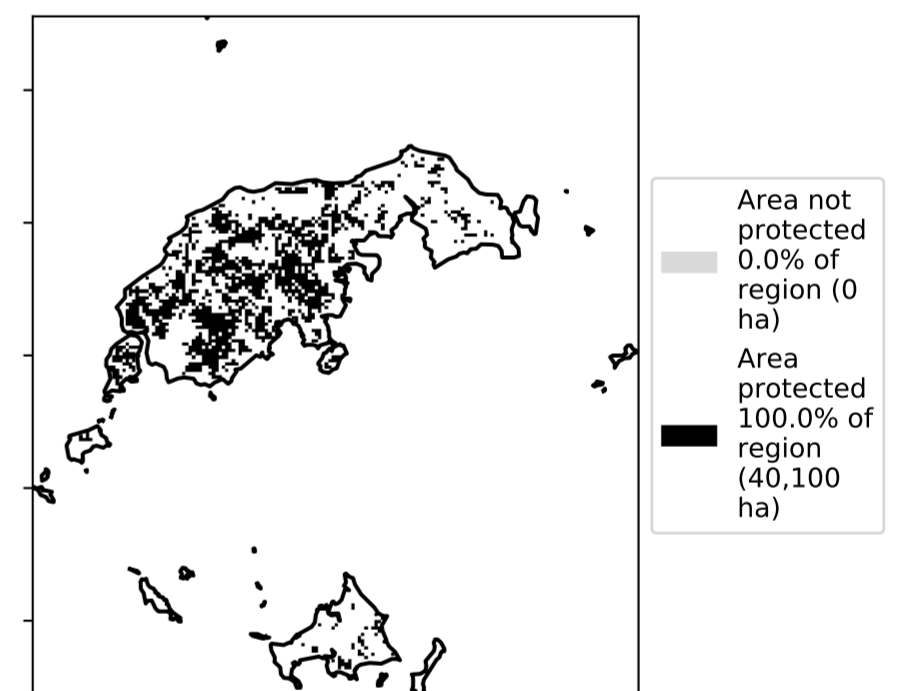 Area not
protected
0.0% of
region (0
ha)
Area
protected
100.0% of
region
(40,100
ha)